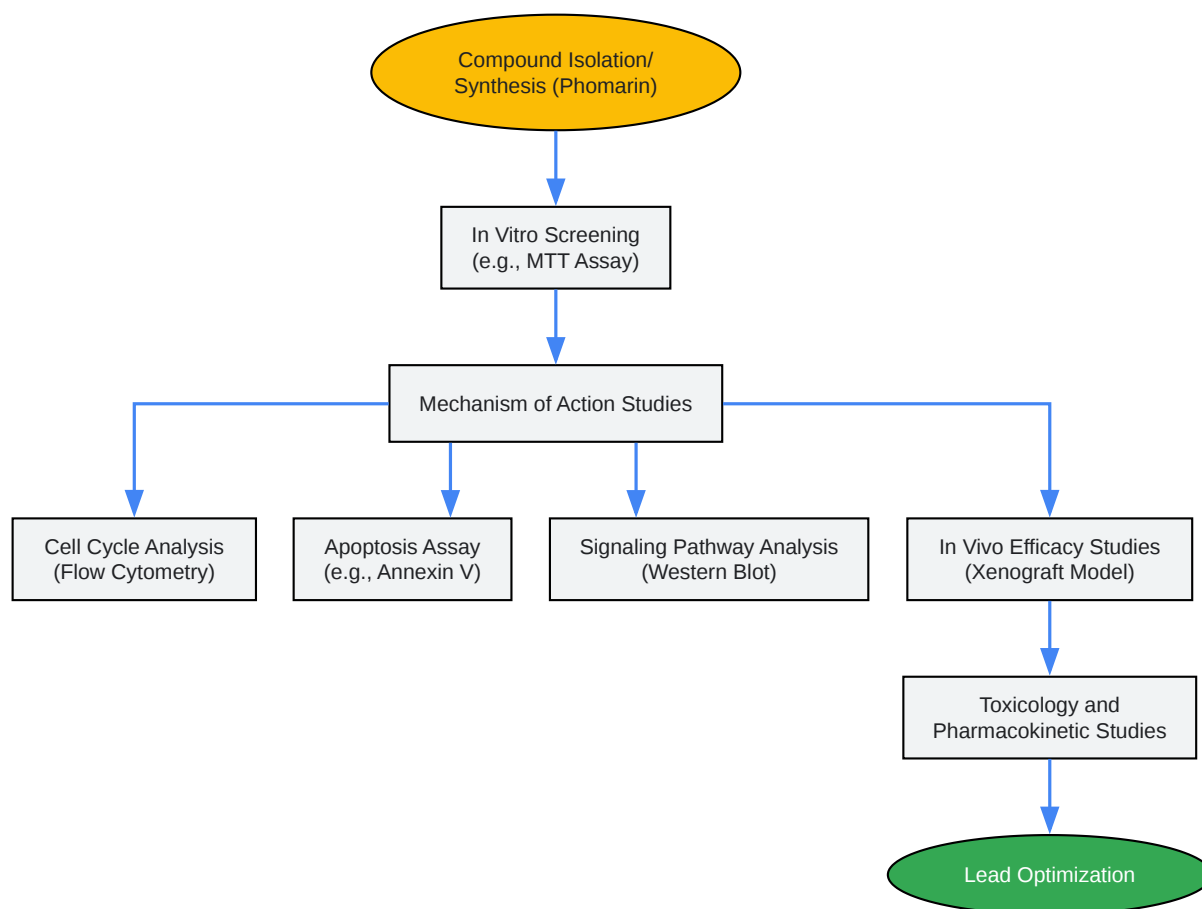 Compound Isolation/
Synthesis (Phomarin)
In Vitro Screening
(e.g., MTT Assay)
Mechanism of Action Studies
Cell Cycle Analysis
(Flow Cytometry)
Apoptosis Assay
(e.g., Annexin V)
Signaling Pathway Analysis
(Western Blot)
In Vivo Efficacy Studies
(Xenograft Model)
Toxicology and
Pharmacokinetic Studies
Lead Optimization